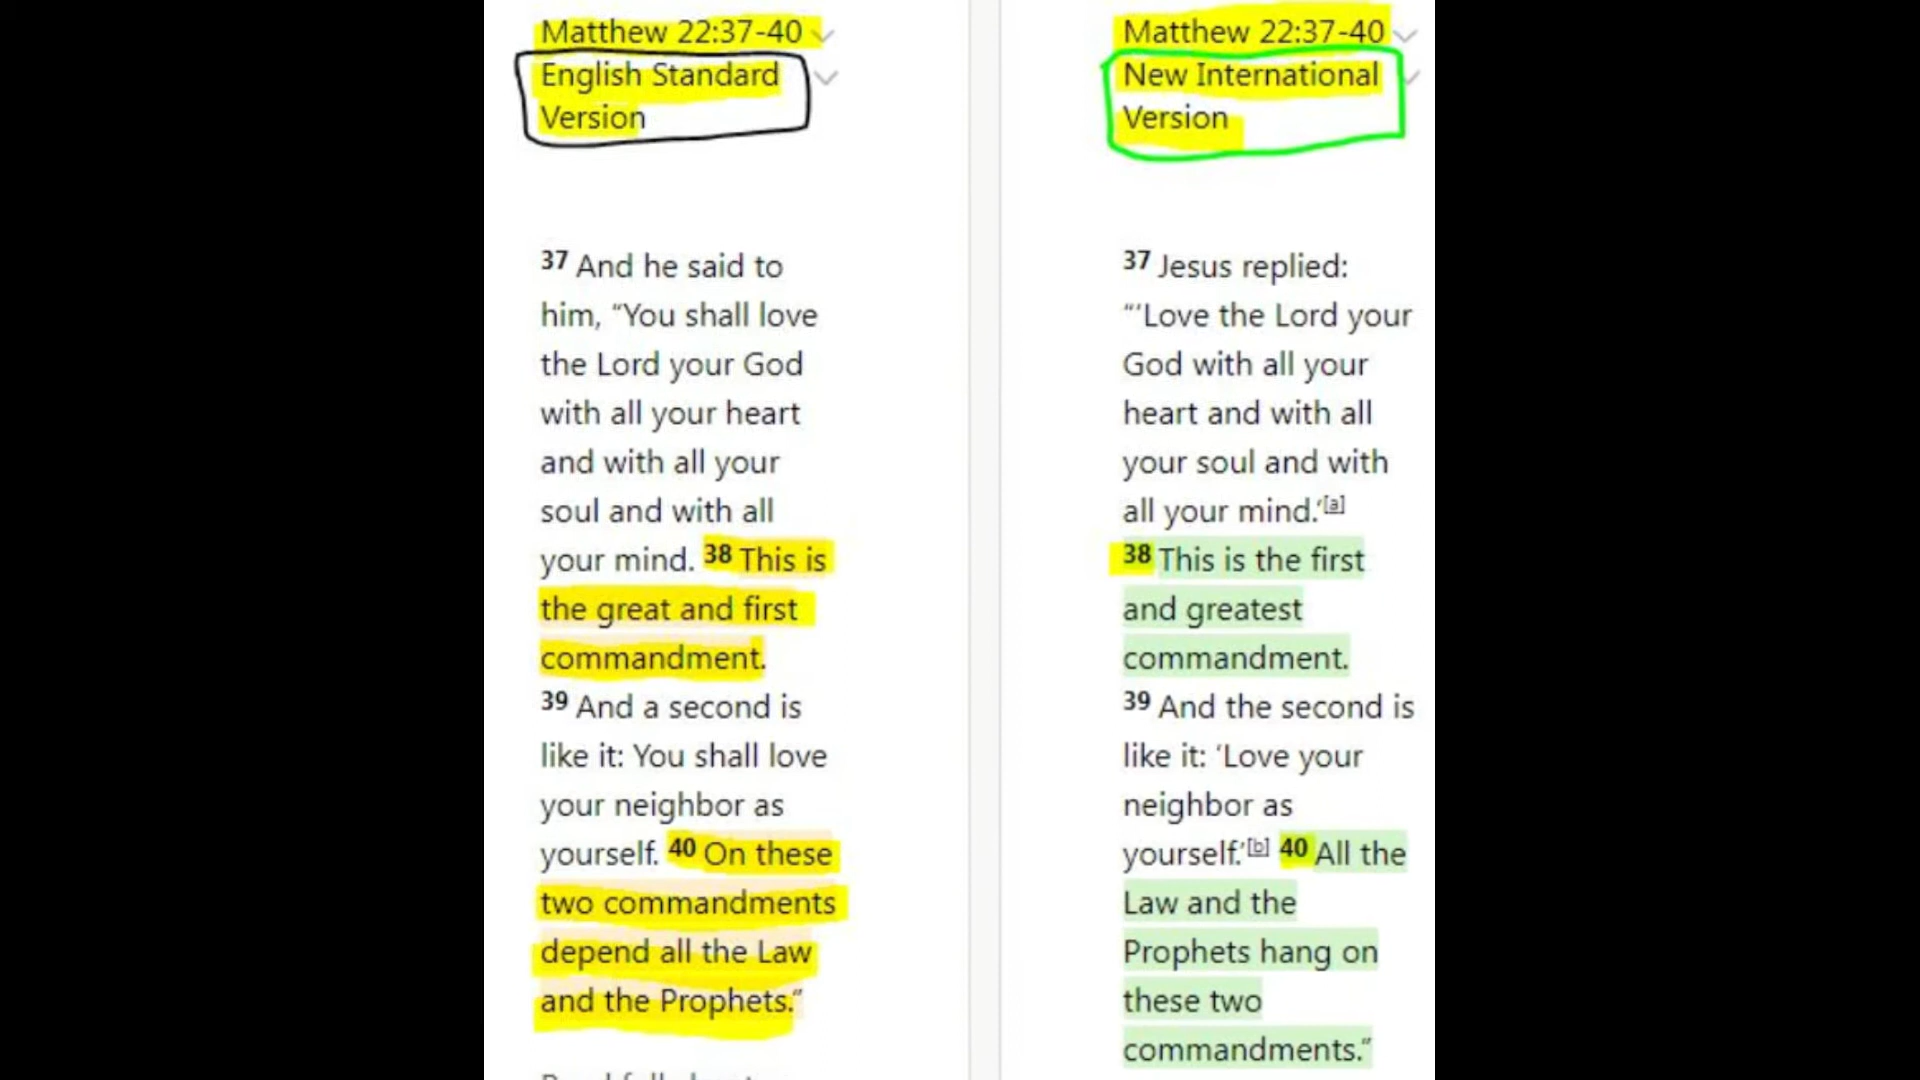 Matthew 22:37-40
English Standard
Version
37 And he said to
him, “You shall love
the Lord your God
with all your heart
and with all your
soul and with all
your mind. 38 This is
the great and first
commandment.
39 And a second is
like it: You shall love
your neighbor as
yourself. 40 On these
two commandments
depend all the Law
and the Prophets.”
Matthew 22:37-40
New International
Version
37 Jesus replied:
“‘Love the Lord your
God with all your
heart and with all
your soul and with
all your mind.’[a]
38 This is the first
and greatest
commandment.
39 And the second is
like it: ‘Love your
neighbor as
yourself.’[b] 40 All the
Law and the
Prophets hang on
these two
commandments.”